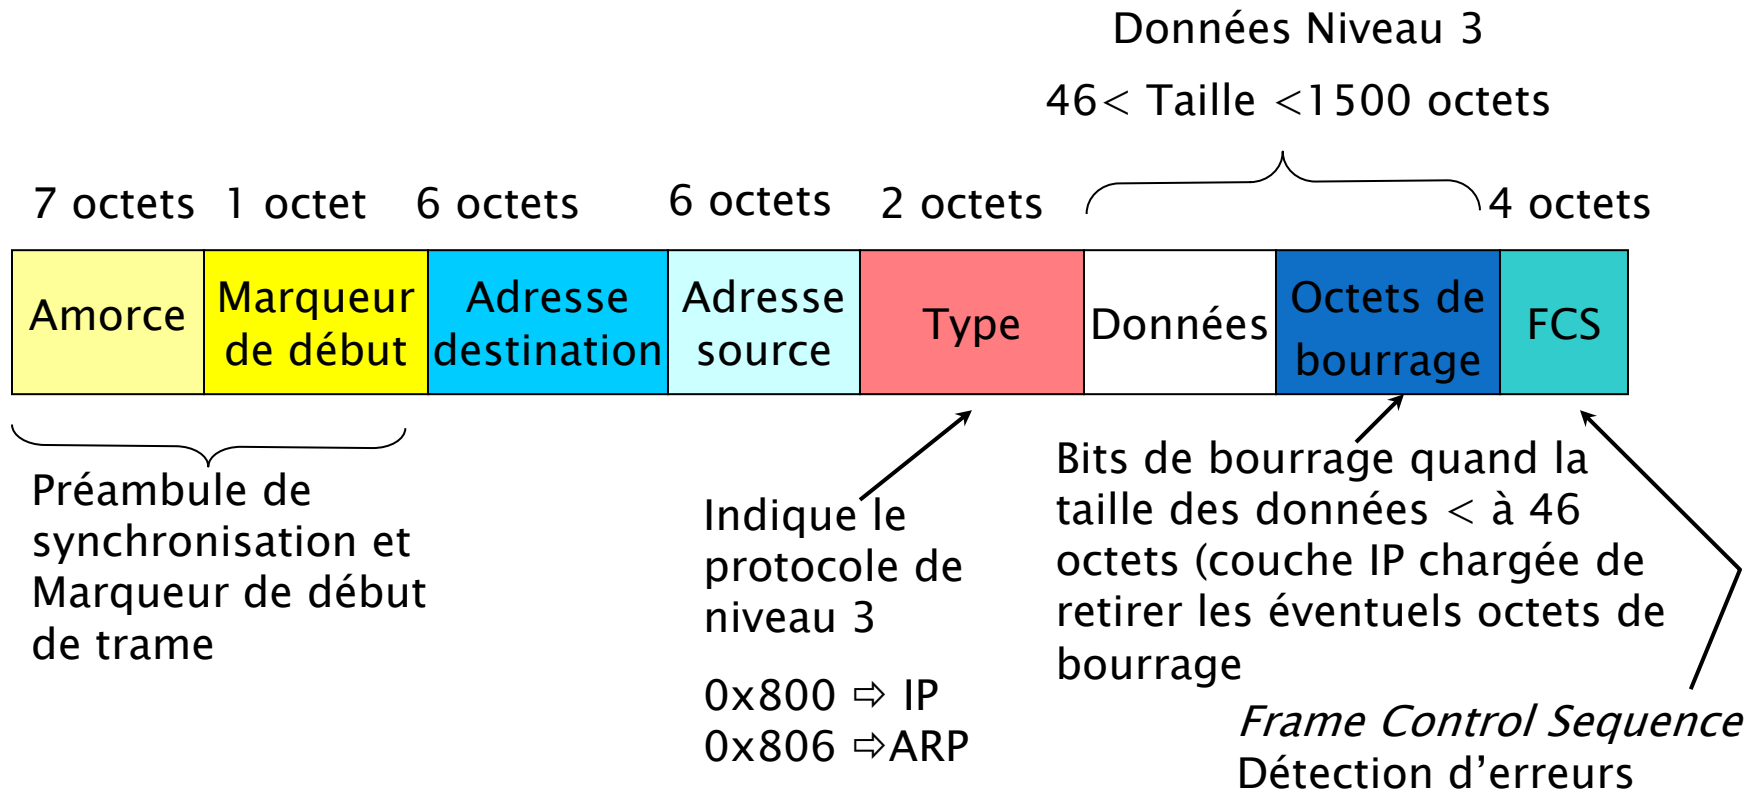 Données Niveau 3
46< Taille <1500 octets
7 octets 1 octet 6 octets 6 octets 2 octets 4 octets
Amorce
Marqueur
de début
Adresse
destination
Adresse
source
Type
Données
Octets de
bourrage
FCS
Préambule de
synchronisation et
Marqueur de début
de trame
Indique le
protocole de
niveau 3
0x800 ⇨ IP
0x806 ⇨ARP
Bits de bourrage quand la
taille des données < à 46
octets (couche IP chargée de
retirer les éventuels octets de
bourrage
Frame Control Sequence
Détection d’erreurs